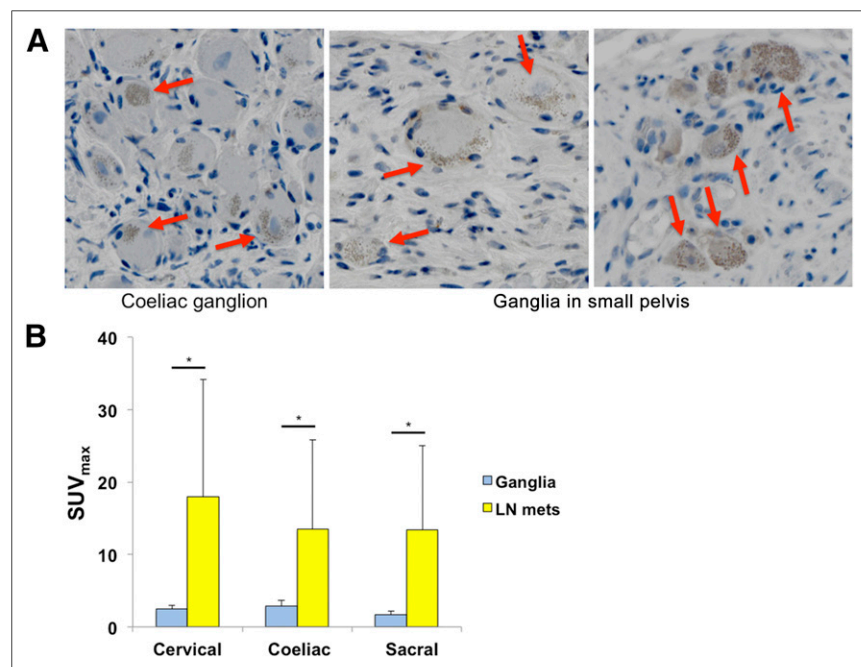 A
Coeliac ganglion
Ganglia in small pelvis
B
40
30
20
10
0
SUVmax
*
*
*
Ganglia
LN mets
Cervical
Coeliac
Sacral